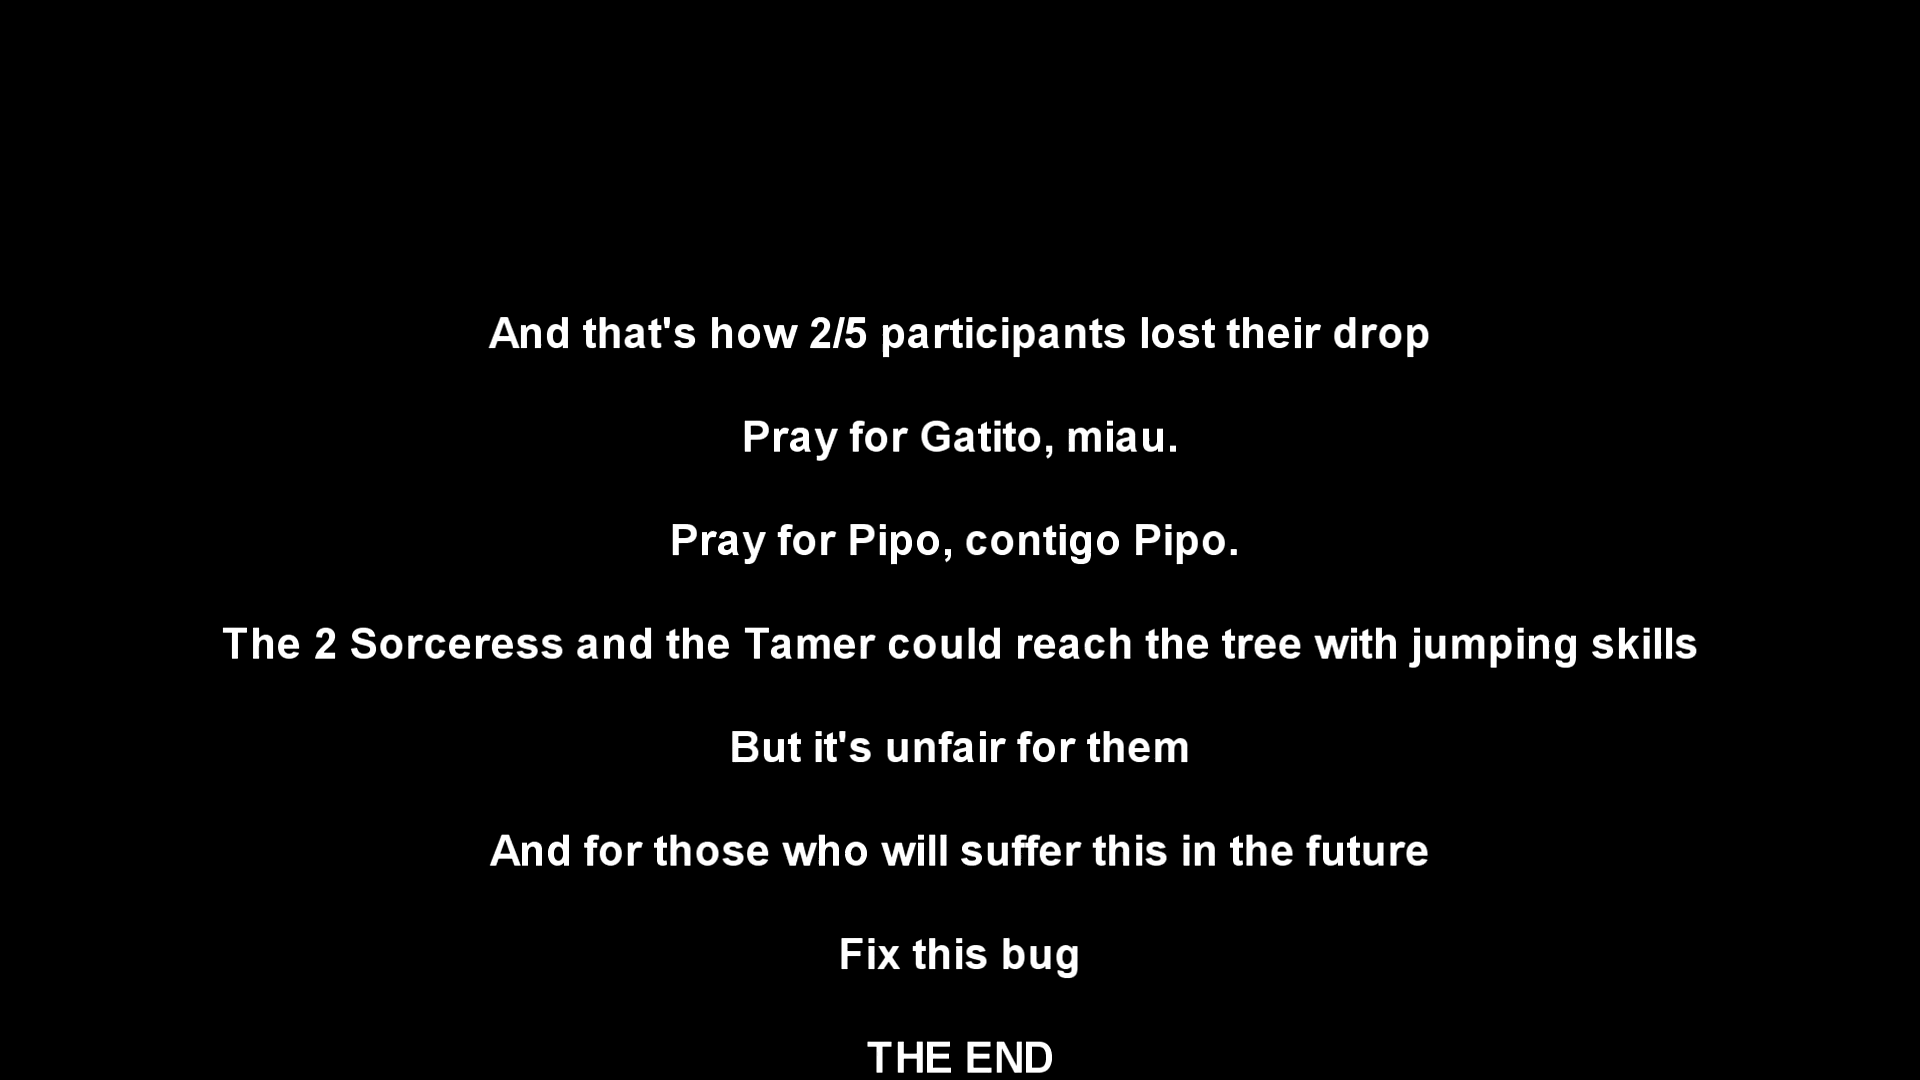 And that's how 2/5 participants lost their drop
Pray for Gatito, miau.
Pray for Pipo, contigo Pipo.
The 2 Sorceress and the Tamer could reach the tree with jumping skills
But it's unfair for them
And for those who will suffer this in the future
Fix this bug
THE END